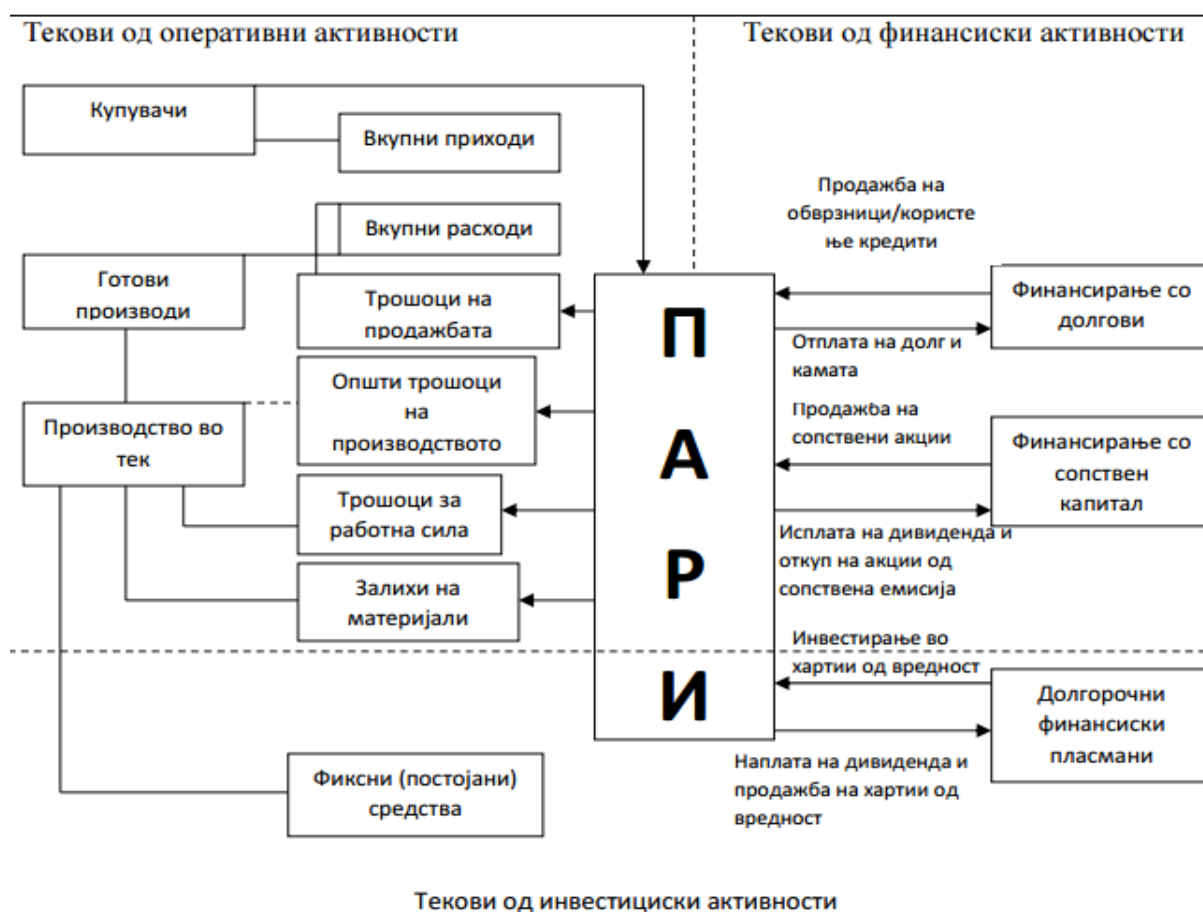 Текови од оперативни активности
Текови од финансиски активности
Купувачи
Вкупни приходи
Вкупни расходи
Готови
производи
Трошоци на
продажбата
Општи трошоци
на
производството
Производство во
тек
Трошоци за
работна сила
Залихи на
материјали
Фиксни (постојани)
средства
П
А
Р
И
Продажба на
обврзници/користе
ње кредити
Финансирање со
долгови
Отплата на долг и
камата
Продажба на
сопствени акции
Финансирање со
сопствен
капитал
Исплата на дивиденда и
откуп на акции од
сопствена емисија
Инвестирање во
хартии од вредност
Долгорочни
финансиски
пласмани
Наплата на дивиденда и
продажба на хартии од
вредност
Текови од инвестициски активности